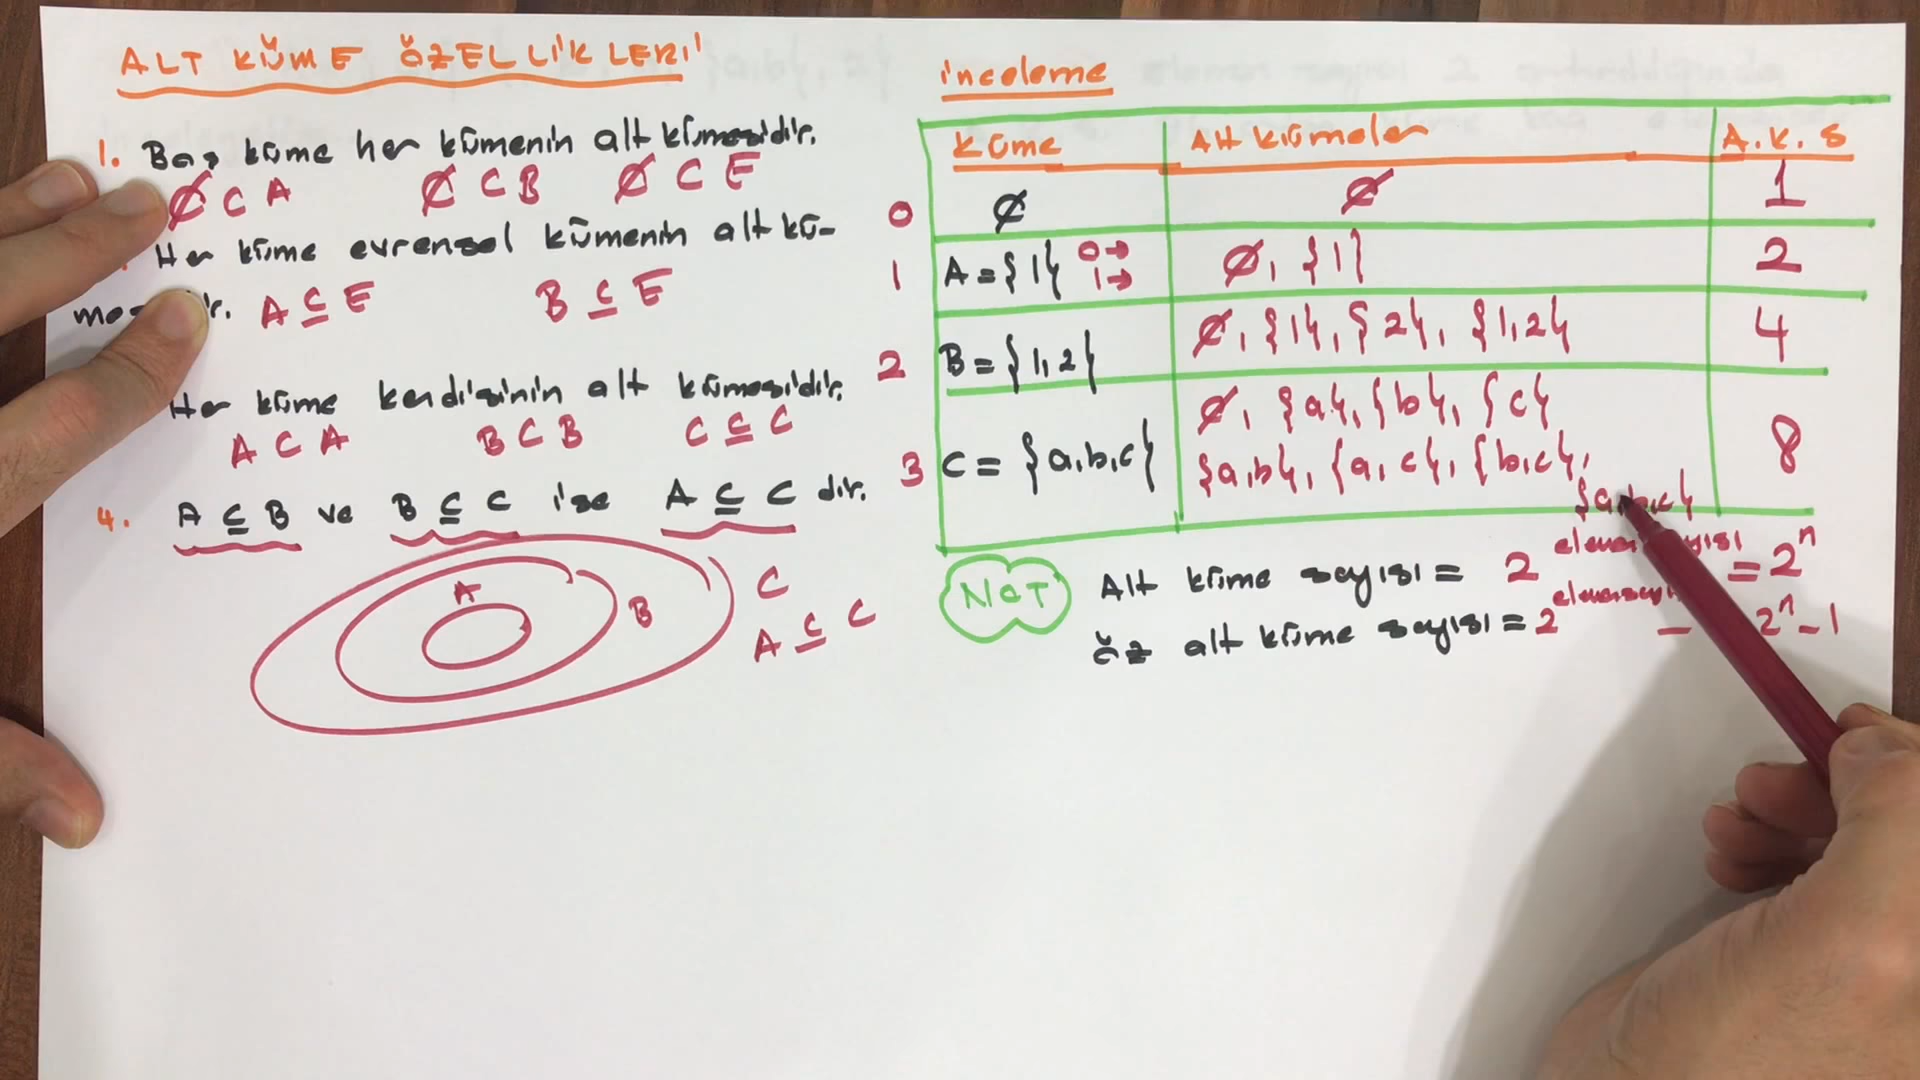 ALT KÜME ÖZELLİKLERİ
1. Boş küme her kümenin alt kümesidir.
∅ ⊂ A ∅ ⊂ B ∅ ⊂ E
Her küme evrensel kümenin alt kü-
A ⊆ E B ⊆ E
Her küme kendisinin alt kümesidir.
A ⊂ A B ⊂ B C ⊆ C
4. A ⊆ B ve B ⊆ C ise A ⊆ C dir.
A B C
A ⊆ C
inceleme
Küme Alt kümeler A.K.S
0 ∅ ∅ 1
1 A = {1} 0→ 1→ ∅, {1} 2
2 B = {1,2} ∅, {1}, {2}, {1,2} 4
3 C = {a,b,c} ∅, {a}, {b}, {c} 8
{a,b}, {a,c}, {b,c},
{a,b,c}
NOT Alt küme sayısı = 2 = 2ⁿ
öz alt küme sayısı = 2 − 2ⁿ-1